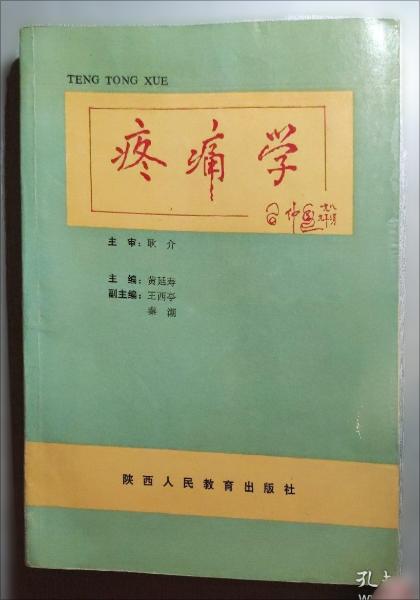 TENG TONG XUE
疼痛学
主审：耿 介
主编：黄延寿
副主编：王西亭
秦 湖
陕西人民教育出版社